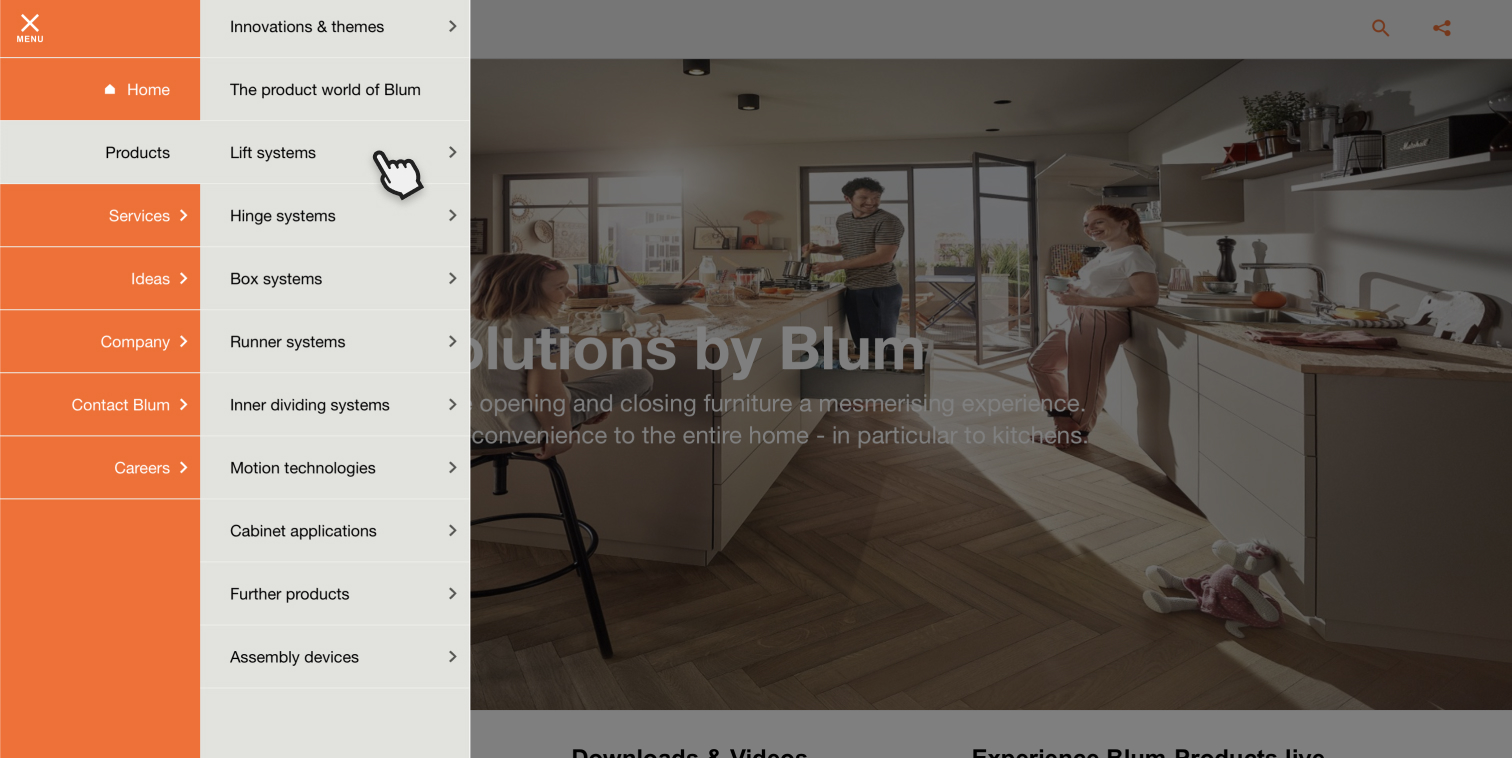 MENU
Home
Products
Services
Ideas
Company
Contact Blum
Careers
Innovations & themes
The product world of Blum
Lift systems
Hinge systems
Box systems
Runner systems
Inner dividing systems
Motion technologies
Cabinet applications
Further products
Assembly devices
Marshall
olutions by Blum
opening and closing furniture a mesmerising experience.
convenience to the entire home - in particular to kitchens.
Downloads & Videos
Experience Blum Products live